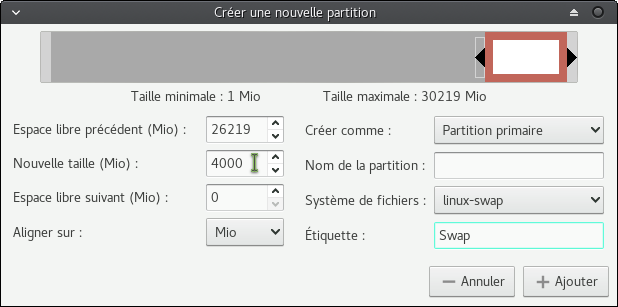 Créer une nouvelle partition
Taille minimale : 1 Mio Taille maximale : 30219 Mio
Espace libre précédent (Mio) : 26219 Créer comme : Partition primaire
Nouvelle taille (Mio) : 4000 Nom de la partition :
Espace libre suivant (Mio) : 0 Système de fichiers : linux-swap
Aligner sur : Mio Étiquette : Swap
Annuler Ajouter